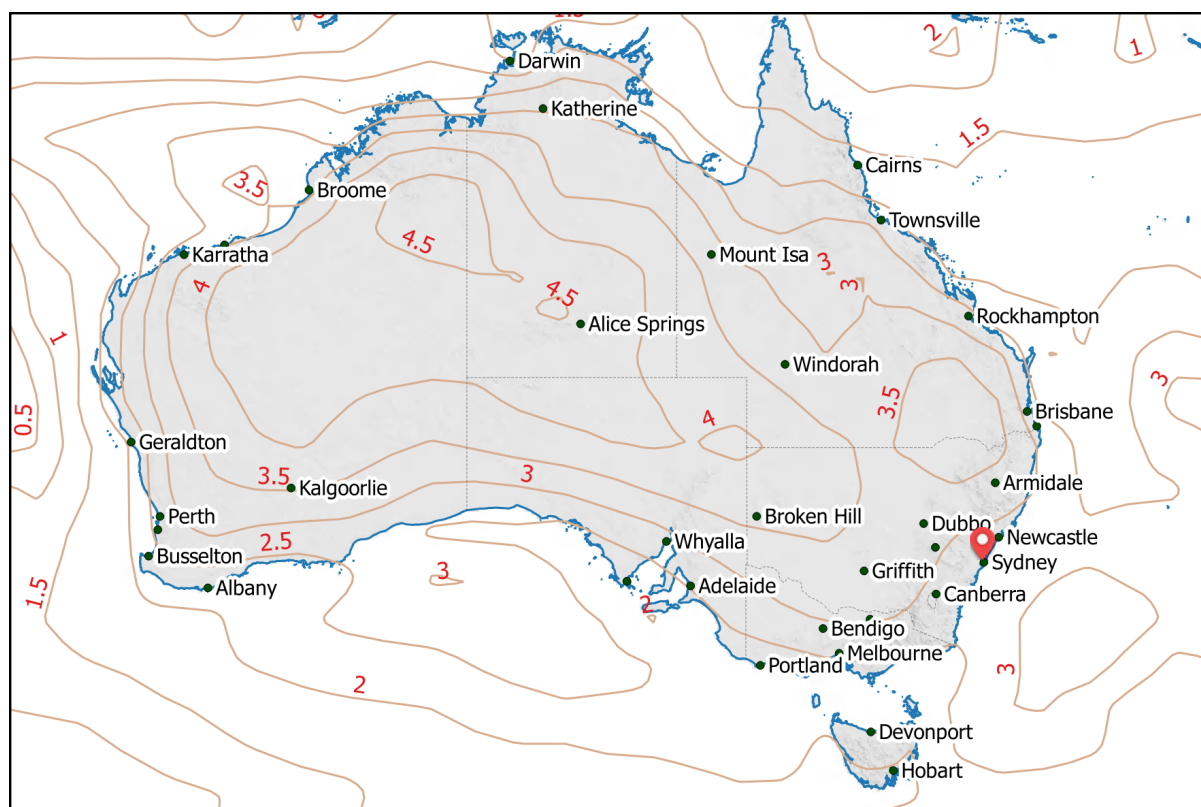 1.5
2
1
Darwin
Katherine
1.5
Cairns
3.5
Broome
Townsville
4.5
Karratha
Mount Isa
3
4
3
4.5
Alice Springs
Rockhampton
1
Windorah
3
3.5
0.5
4
Brisbane
Geraldton
3.5
3
Kalgoorlie
Armidale
Perth
Broken Hill
Dubbo
2.5
Whyalla
Newcastle
Busselton
Sydney
3
Griffith
1.5
Albany
Adelaide
Canberra
2
Bendigo
Melbourne
Portland
3
2
Devonport
Hobart